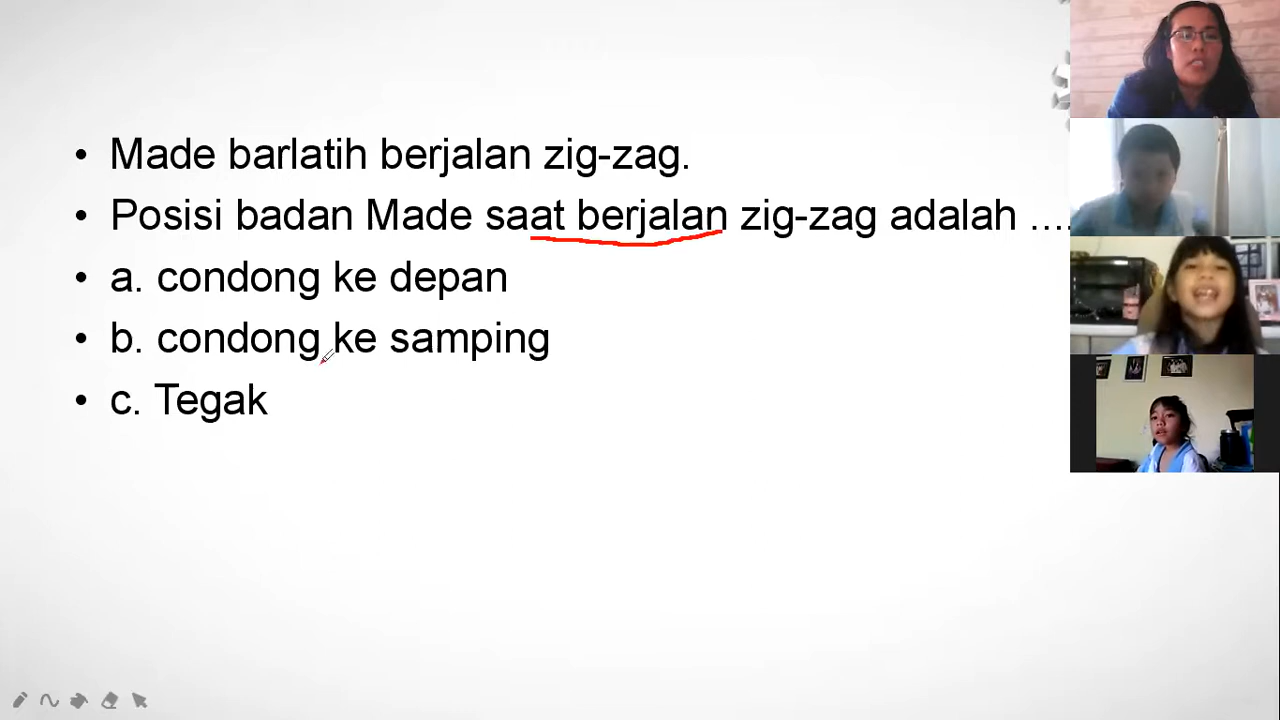 • Made barlatih berjalan zig-zag.
• Posisi badan Made saat berjalan zig-zag adalah ....
• a. condong ke depan
• b. condong ke samping
• c. Tegak